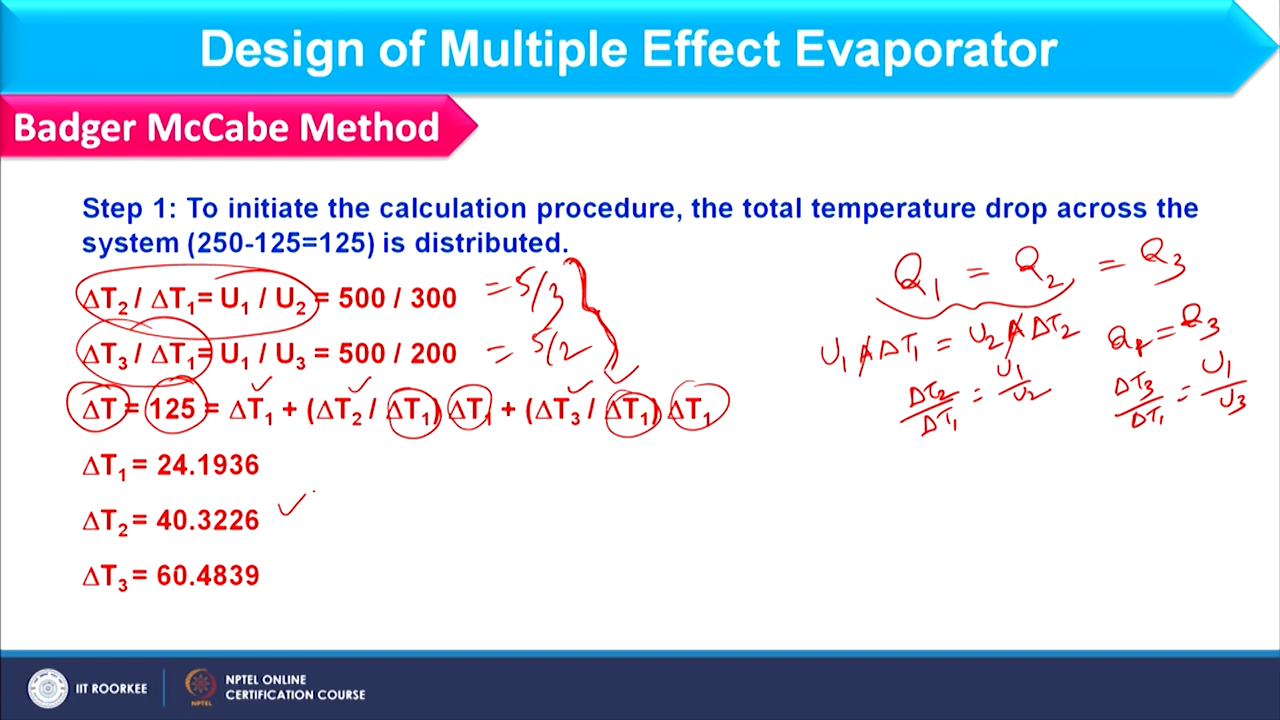 Design of Multiple Effect Evaporator
Badger McCabe Method
Step 1: To initiate the calculation procedure, the total temperature drop across the
system (250-125=125) is distributed.
ΔT₂ / ΔT₁ = U₁ / U₂ = 500 / 300 = 5/3
ΔT₃ / ΔT₁ = U₁ / U₃ = 500 / 200 = 5/2
ΔT = 125 = ΔT₁ + (ΔT₂ / ΔT₁) ΔT₁ + (ΔT₃ / ΔT₁) ΔT₁
ΔT₁ = 24.1936
ΔT₂ = 40.3226
ΔT₃ = 60.4839
Q₁ = Q₂ = Q₃
U₁ A ΔT₁ = U₂ A ΔT₂
ΔT₂/ΔT₁ = U₁/U₂
Q₁ = Q₃
ΔT₃/ΔT₁ = U₁/U₃
IIT ROORKEE
NPTEL
NPTEL ONLINE
CERTIFICATION COURSE